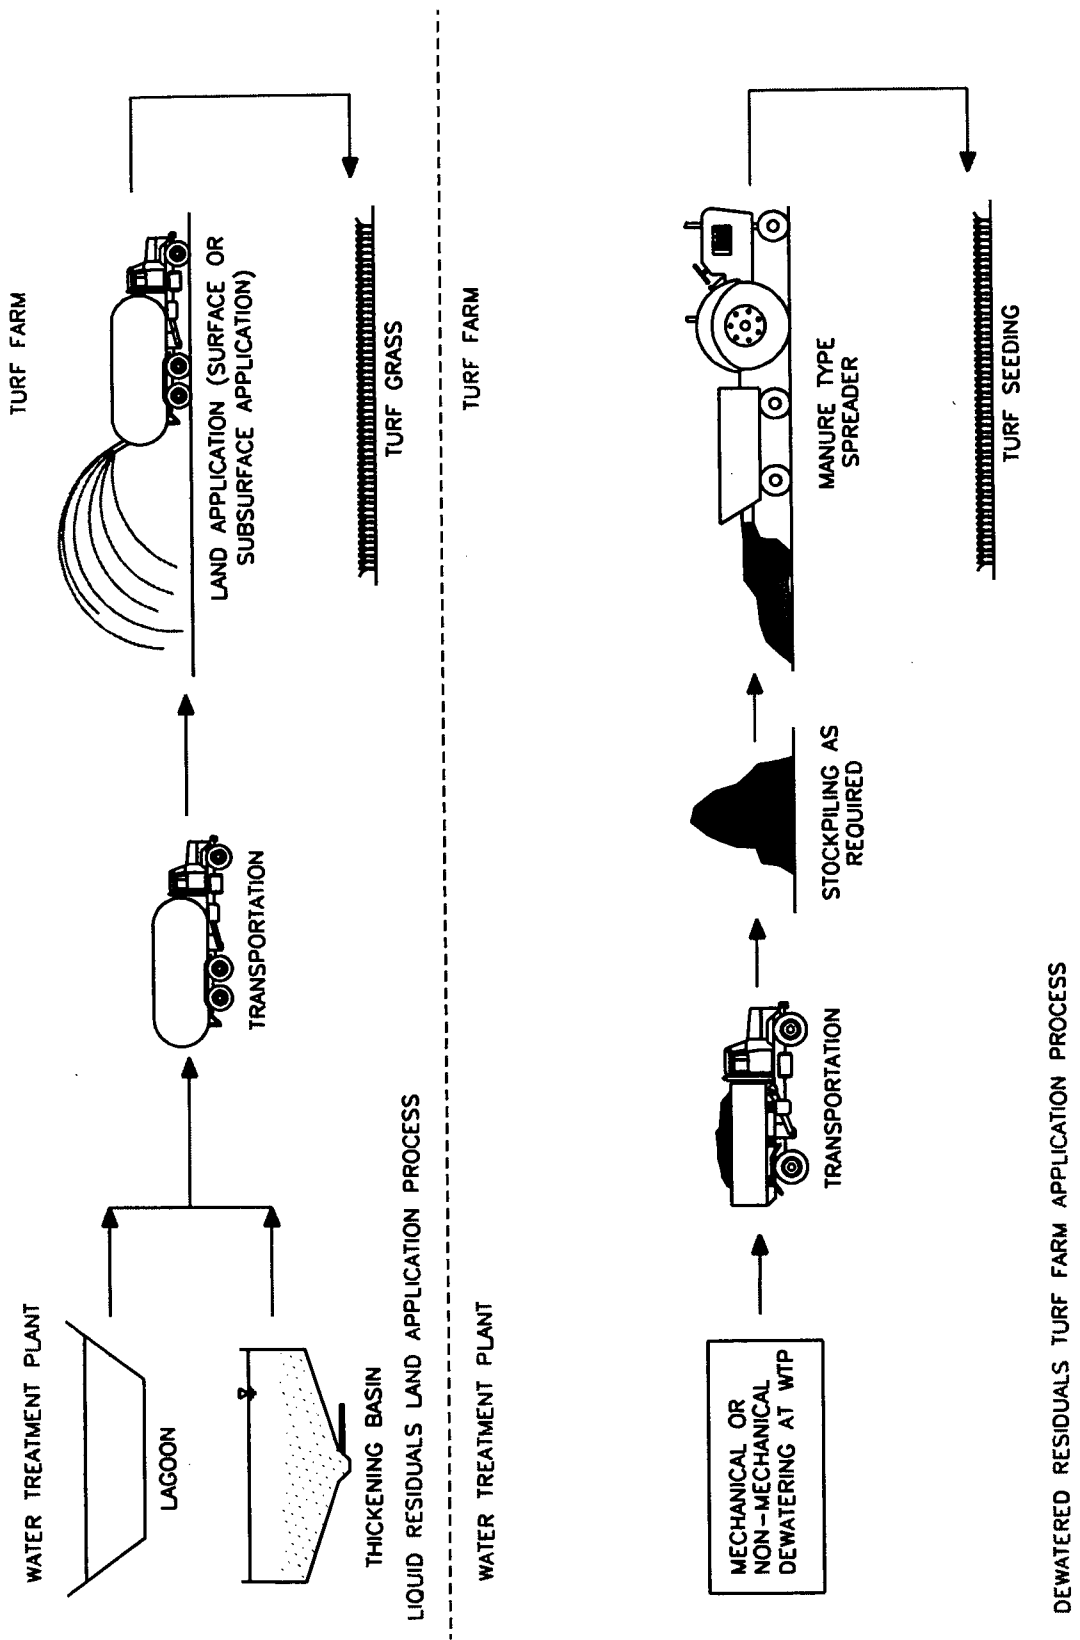 WATER TREATMENT PLANT
TURF FARM
LAGOON
THICKENING BASIN
TRANSPORTATION
LAND APPLICATION (SURFACE OR
SUBSURFACE APPLICATION)
TURF GRASS
LIQUID RESIDUALS LAND APPLICATION PROCESS
WATER TREATMENT PLANT
TURF FARM
MECHANICAL OR
NON-MECHANICAL
DEWATERING AT WTP
TRANSPORTATION
STOCKPILING AS
REQUIRED
MANURE TYPE
SPREADER
TURF SEEDING
DEWATERED RESIDUALS TURF FARM APPLICATION PROCESS